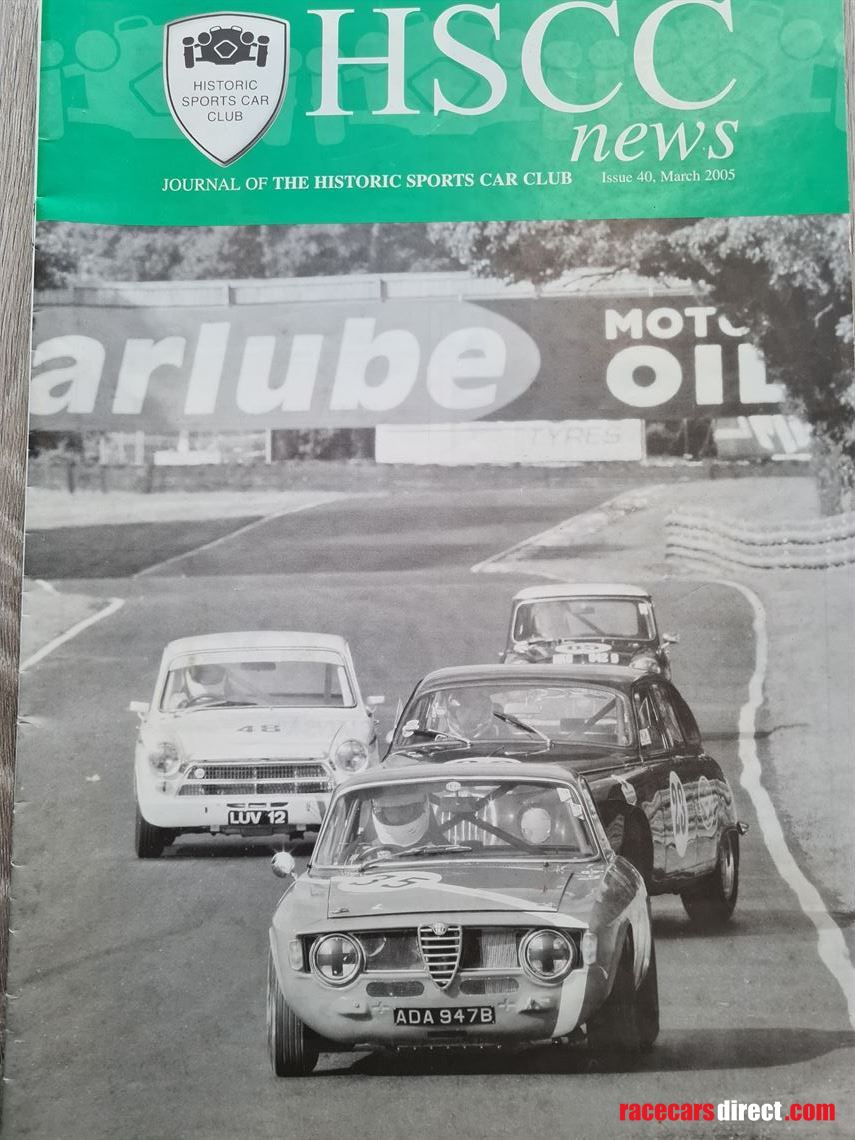 HSCC
news
HISTORIC
SPORTS CAR
CLUB
JOURNAL OF THE HISTORIC SPORTS CAR CLUB Issue 40, March 2005
arlube
MOTO
OIL
TYRES
48
LUV 12
35
ADA 947B
racecarsdirect.com